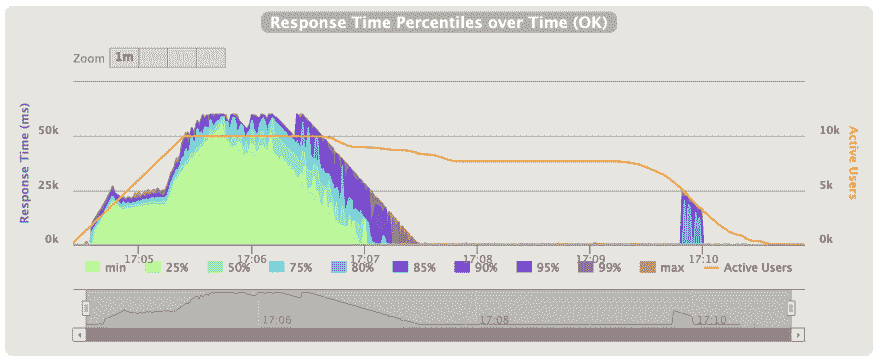 Response Time Percentiles over Time (OK)
Zoom 1m
Response Time (ms)
50k
25k
0k
10k
5k
0k
Active Users
17:05 17:06 17:07 17:08 17:09 17:10
min 25% 50% 75% 80% 85% 90% 95% 99% max Active Users
17:06 17:08 17:10